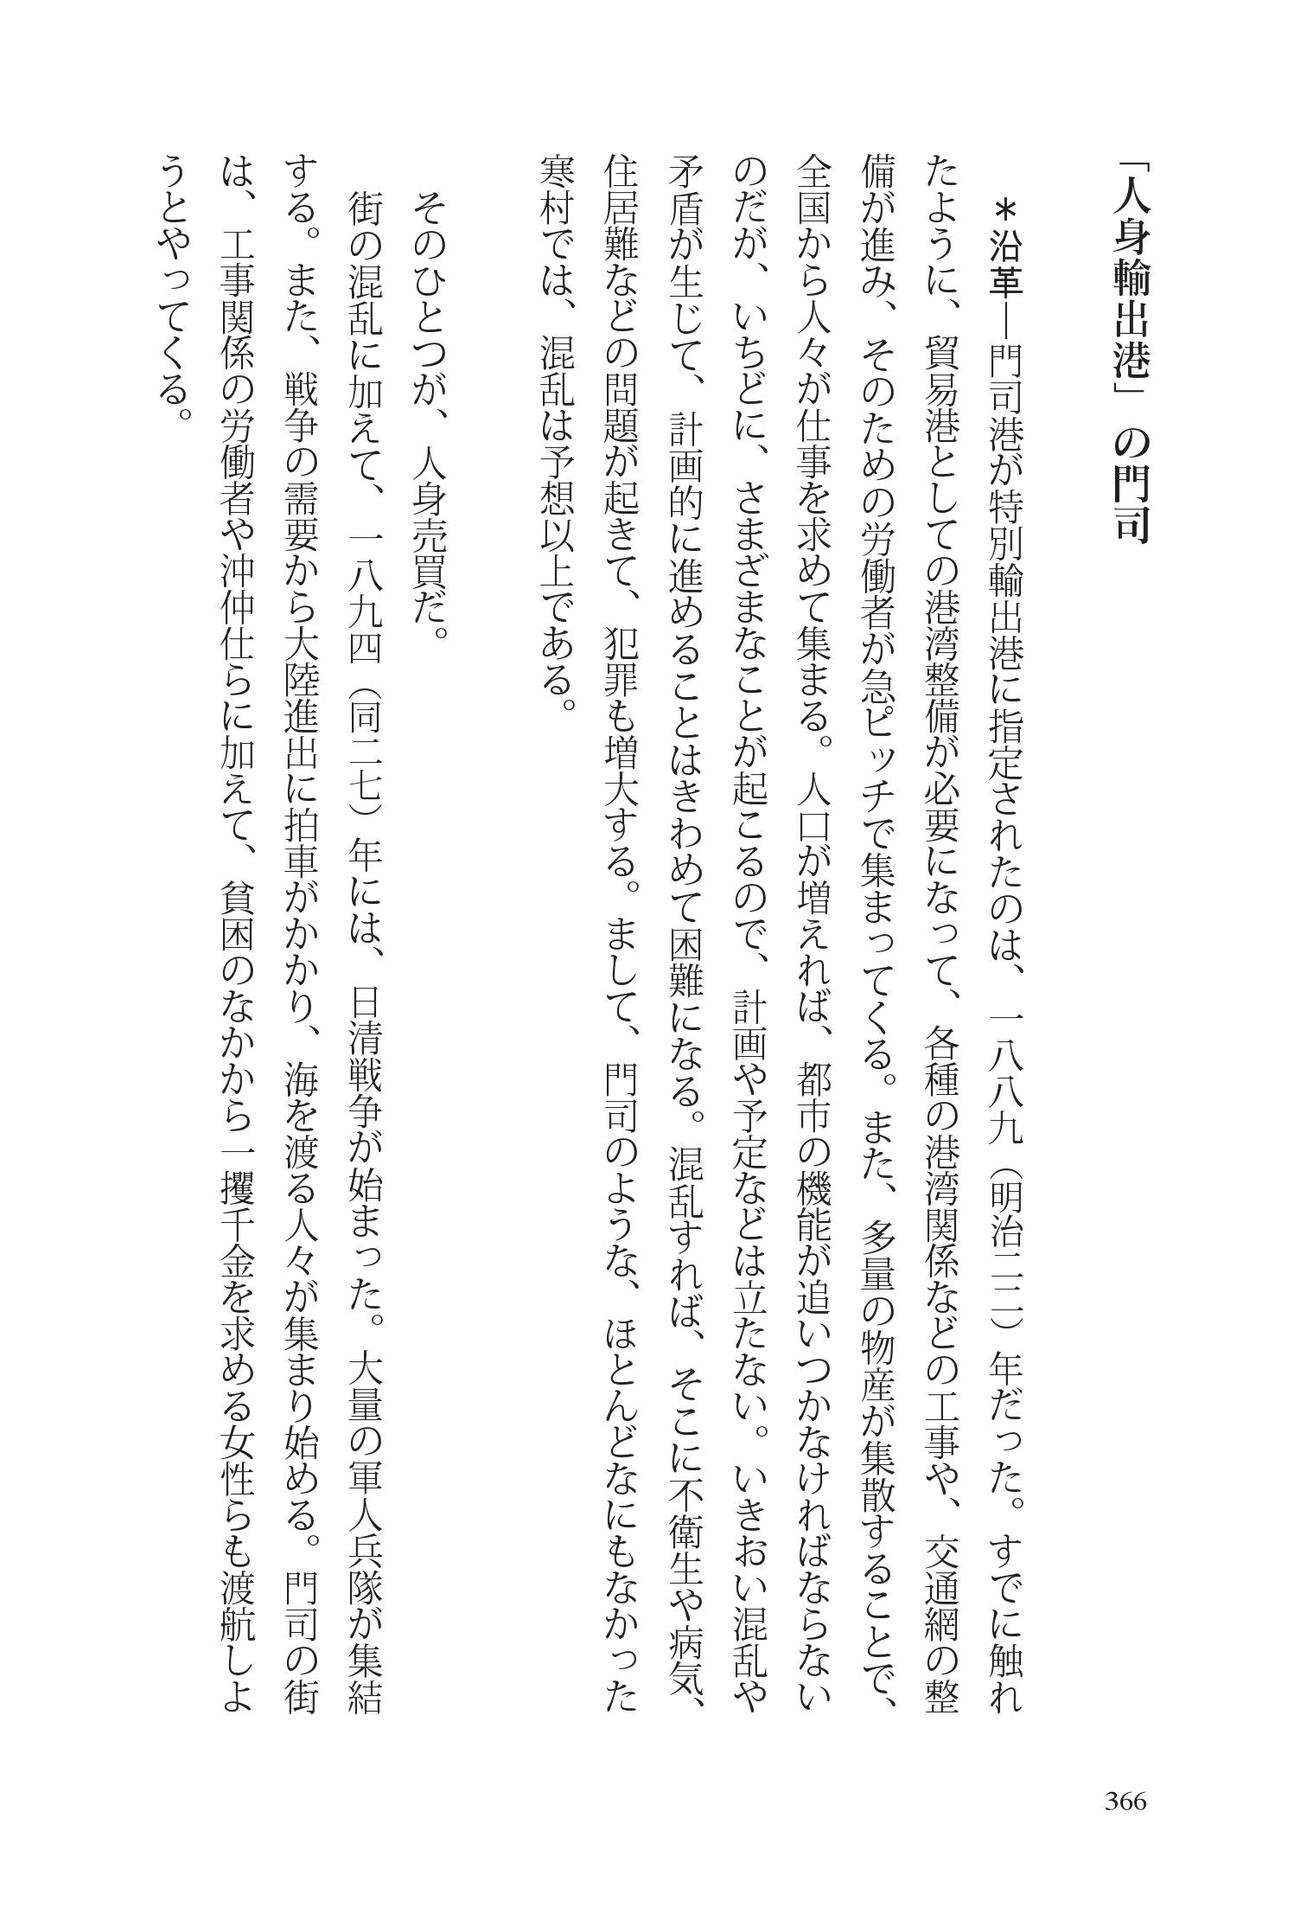 「人身輸出港」の門司
＊沿革―門司港が特別輸出港に指定されたのは、一八八九（明治二二）年だった。すでに触れ
たように、貿易港としての港湾整備が必要になって、各種の港湾関係などの工事や、交通網の整
備が進み、そのための労働者が急ピッチで集まってくる。また、多量の物産が集散することで、
全国から人々が仕事を求めて集まる。人口が増えれば、都市の機能が追いつかなければならない
のだが、いちどに、さまざまなことが起こるので、計画や予定などは立たない。いきおい混乱や
矛盾が生じて、計画的に進めることはきわめて困難になる。混乱すれば、そこに不衛生や病気、
住居難などの問題が起きて、犯罪も増大する。まして、門司のような、ほとんどなにもなかった
寒村では、混乱は予想以上である。
そのひとつが、人身売買だ。
街の混乱に加えて、一八九四（同二七）年には、日清戦争が始まった。大量の軍人兵隊が集結
する。また、戦争の需要から大陸進出に拍車がかかり、海を渡る人々が集まり始める。門司の街
は、工事関係の労働者や沖仲仕らに加えて、貧困のなかから一攫千金を求める女性らも渡航しよ
うとやってくる。
366